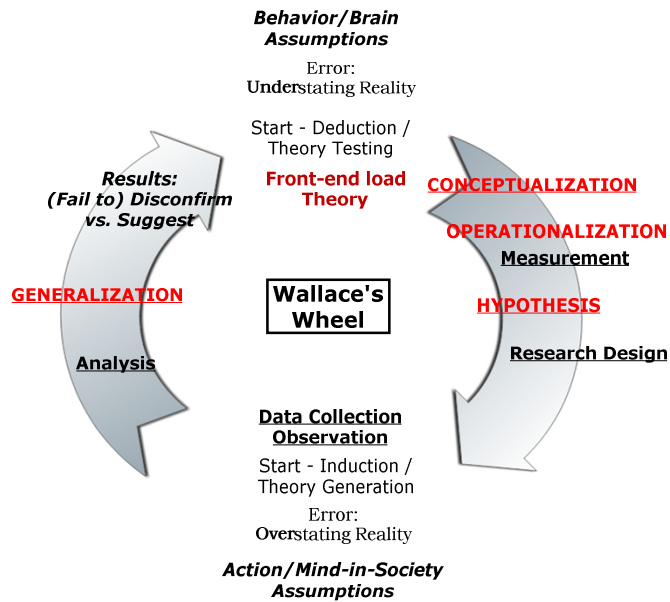 Behavior/Brain
Assumptions
Error:
Understating Reality
Start - Deduction /
Theory Testing
Front-end load
Theory
CONCEPTUALIZATION
OPERATIONALIZATION
Measurement
HYPOTHESIS
Research Design
Wallace's
Wheel
Data Collection
Observation
Start - Induction /
Theory Generation
Error:
Overstating Reality
Action/Mind-in-Society
Assumptions
Analysis
GENERALIZATION
Results:
(Fail to) Disconfirm
vs. Suggest